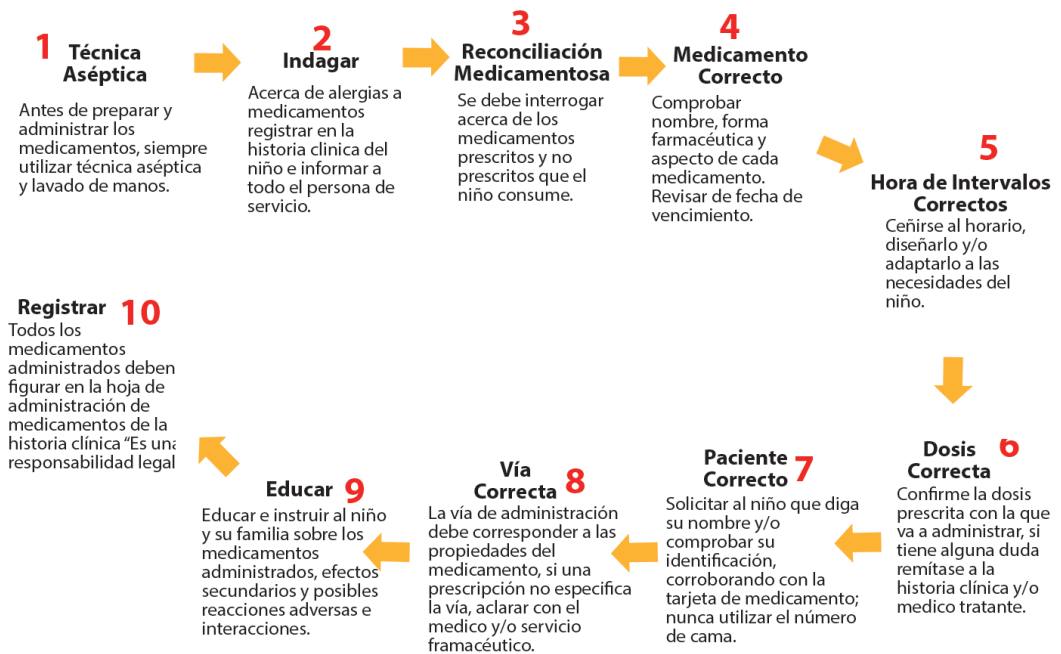 1 Técnica
Aséptica
Antes de preparar y
administrar los
medicamentos, siempre
utilizar técnica aséptica
y lavado de manos.
2
Indagar
Acerca de alergias a
medicamentos
registrar en la
historia clinica del
niño e informar a
todo el persona de
servicio.
3
Reconciliación
Medicamentosa
Se debe interrogar
acerca de los
medicamentos
prescritos y no
prescritos que el
niño consume.
4
Medicamento
Correcto
Comprobar
nombre, forma
farmacéutica y
aspecto de cada
medicamento.
Revisar de fecha de
vencimiento.
5
Hora de Intervalos
Correctos
Ceñirse al horario,
diseñarlo y/o
adaptarlo a las
necesidades del
niño.
Dosis 6
Correcta
Confirme la dosis
prescrita con la que
va a administrar, si
tiene alguna duda
remítase a la
historia clínica y/o
medico tratante.
Paciente
Correcto 7
Solicitar al niño que diga
su nombre y/o
comprobar su
identificación,
corroborando con la
tarjeta de medicamento;
nunca utilizar el número
de cama.
Vía
Correcta 8
La vía de administración
debe corresponder a las
propiedades del
medicamento, si una
prescripción no especifica
la vía, aclarar con el
medico y/o servicio
framacéutico.
Educar 9
Educar e instruir al niño
y su familia sobre los
medicamentos
administrados, efectos
secundarios y posibles
reacciones adversas e
interacciones.
Registrar 10
Todos los
medicamentos
administrados deben
figurar en la hoja de
administración de
medicamentos de la
historia clínica “Es una
responsabilidad legal